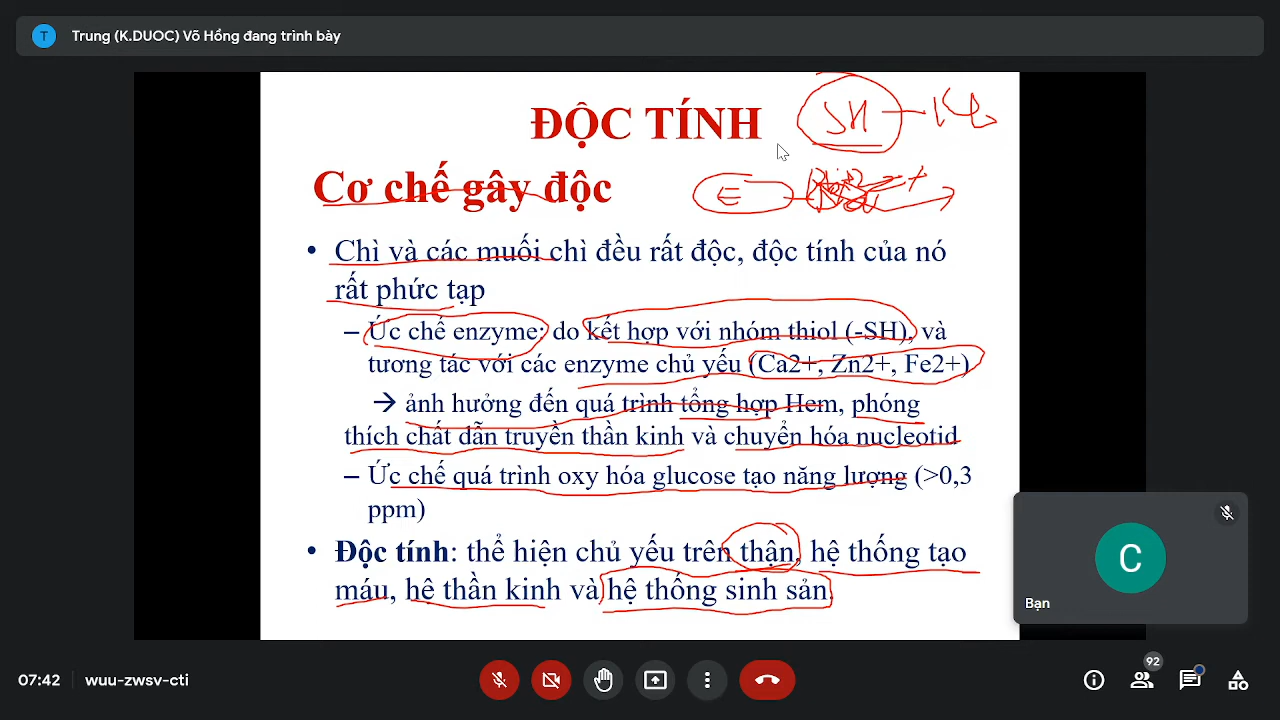 T
Trung (K.DUOC) Võ Hồng đang trình bày
ĐỘC TÍNH
SH
Cơ chế gây độc
E
• Chì và các muối chì đều rất độc, độc tính của nó
rất phức tạp
– Ức chế enzyme: do kết hợp với nhóm thiol (-SH), và
tương tác với các enzyme chủ yếu (Ca2+, Zn2+, Fe2+)
→ ảnh hưởng đến quá trình tổng hợp Hem, phóng
thích chất dẫn truyền thần kinh và chuyển hóa nucleotid
– Ức chế quá trình oxy hóa glucose tạo năng lượng (>0,3
ppm)
• Độc tính: thể hiện chủ yếu trên thận, hệ thống tạo
máu, hê thần kinh và hệ thống sinh sản.
C
Bạn
07:42
wuu-zwsv-cti
92